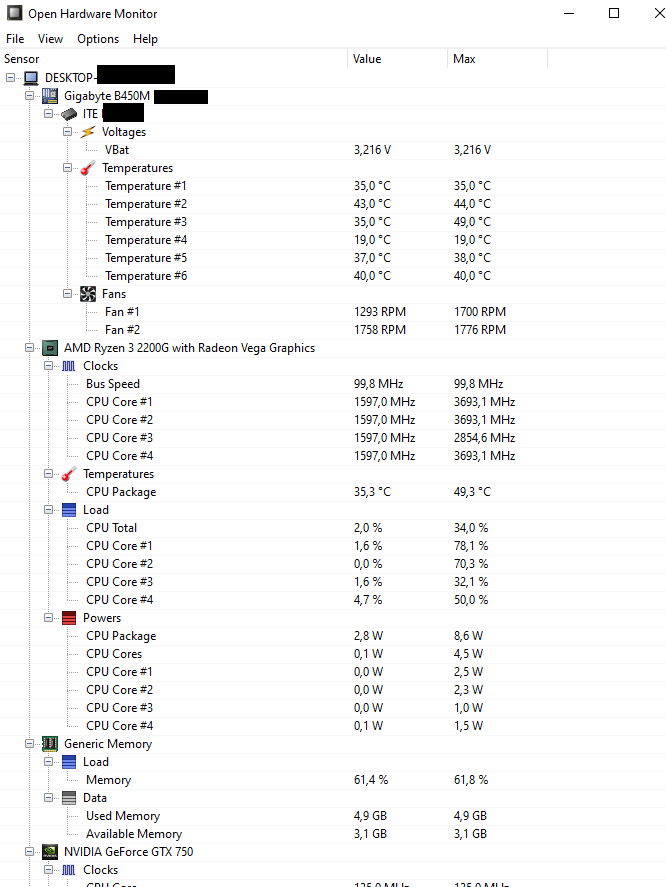 Open Hardware Monitor
File View Options Help
Sensor Value Max
DESKTOP-
Gigabyte B450M
ITE
Voltages
VBat 3,216 V 3,216 V
Temperatures
Temperature #1 35,0 °C 35,0 °C
Temperature #2 43,0 °C 44,0 °C
Temperature #3 35,0 °C 49,0 °C
Temperature #4 19,0 °C 19,0 °C
Temperature #5 37,0 °C 38,0 °C
Temperature #6 40,0 °C 40,0 °C
Fans
Fan #1 1293 RPM 1700 RPM
Fan #2 1758 RPM 1776 RPM
AMD Ryzen 3 2200G with Radeon Vega Graphics
Clocks
Bus Speed 99,8 MHz 99,8 MHz
CPU Core #1 1597,0 MHz 3693,1 MHz
CPU Core #2 1597,0 MHz 3693,1 MHz
CPU Core #3 1597,0 MHz 2854,6 MHz
CPU Core #4 1597,0 MHz 3693,1 MHz
Temperatures
CPU Package 35,3 °C 49,3 °C
Load
CPU Total 2,0 % 34,0 %
CPU Core #1 1,6 % 78,1 %
CPU Core #2 0,0 % 70,3 %
CPU Core #3 1,6 % 32,1 %
CPU Core #4 4,7 % 50,0 %
Powers
CPU Package 2,8 W 8,6 W
CPU Cores 0,1 W 4,5 W
CPU Core #1 0,0 W 2,5 W
CPU Core #2 0,0 W 2,3 W
CPU Core #3 0,0 W 1,0 W
CPU Core #4 0,1 W 1,5 W
Generic Memory
Load
Memory 61,4 % 61,8 %
Data
Used Memory 4,9 GB 4,9 GB
Available Memory 3,1 GB 3,1 GB
NVIDIA GeForce GTX 750
Clocks